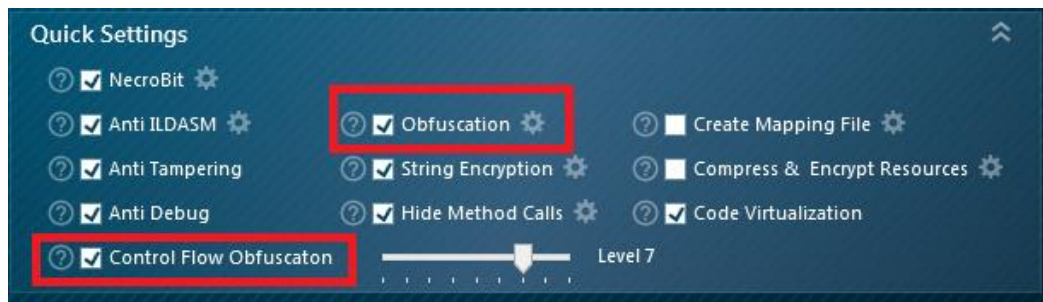 Quick Settings
NecroBit
Anti ILDASM Obfuscation Create Mapping File
Anti Tampering String Encryption Compress & Encrypt Resources
Anti Debug Hide Method Calls Code Virtualization
Control Flow Obfuscaton Level 7